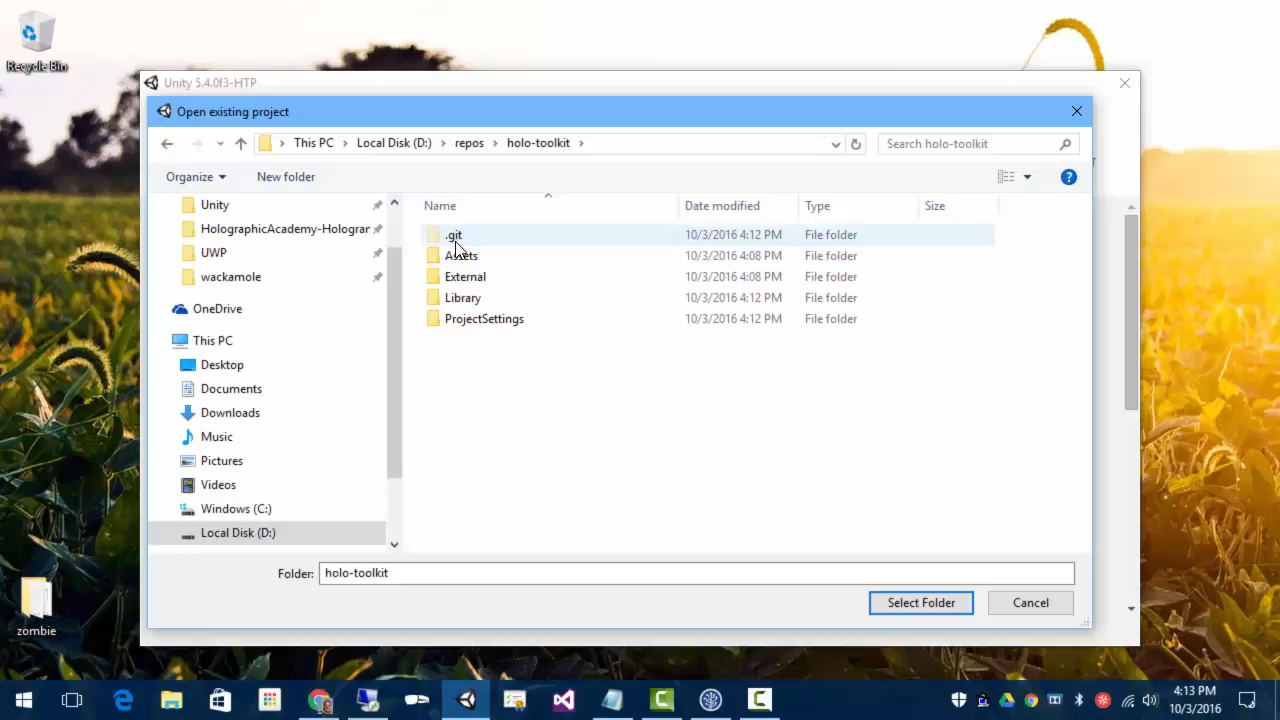 Recycle Bin
Unity 5.4.0f3-HTP
Open existing project
This PC Local Disk (D:) repos holo-toolkit
Search holo-toolkit
Organize New folder
Unity
HolographicAcademy-Hologran
UWP
wackamole
OneDrive
This PC
Desktop
Documents
Downloads
Music
Pictures
Videos
Windows (C:)
Local Disk (D:)
Name Date modified Type Size
.git 10/3/2016 4:12 PM File folder
Assets 10/3/2016 4:08 PM File folder
External 10/3/2016 4:08 PM File folder
Library 10/3/2016 4:12 PM File folder
ProjectSettings 10/3/2016 4:12 PM File folder
Folder: holo-toolkit
Select Folder Cancel
zombie
4:13 PM
10/3/2016